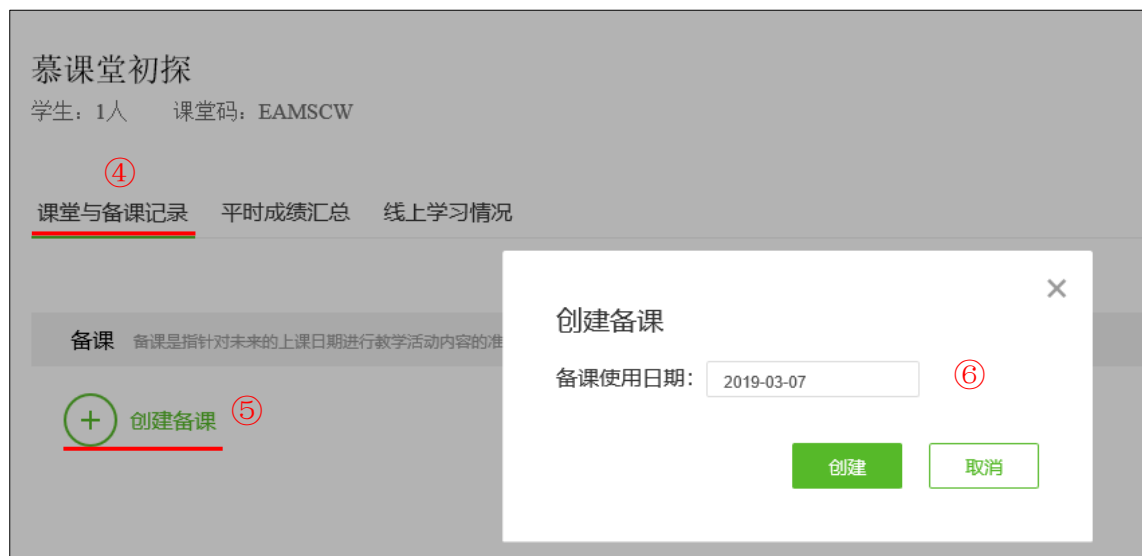 慕课堂初探
学生：1人 课堂码：EAMSCW
④
课堂与备课记录 平时成绩汇总 线上学习情况
备课 备课是指针对未来的上课日期进行教学活动内容的准
创建备课 ⑤
创建备课
备课使用日期： 2019-03-07 ⑥
创建 取消